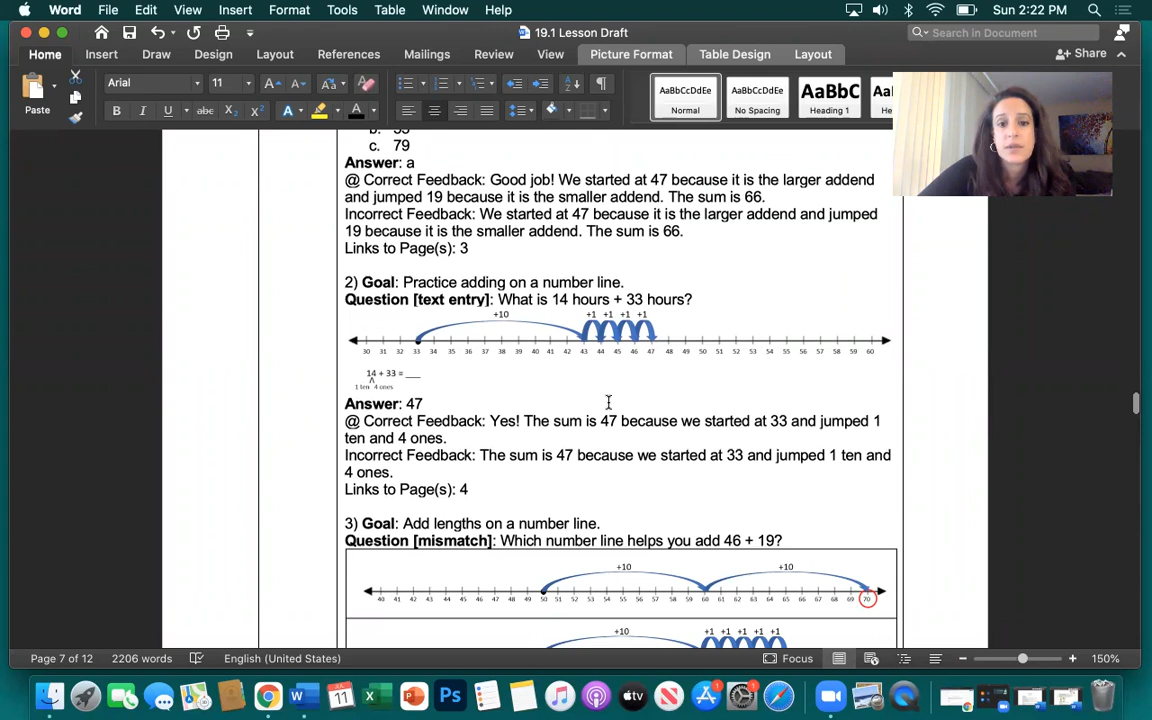 Word File Edit View Insert Format Tools Table Window Help Sun 2:22 PM
19.1 Lesson Draft
Search in Document
Home Insert Draw Design Layout References Mailings Review View Picture Format Table Design Layout Share
Paste
Arial 11
AaBbCcDdEe AaBbCcDdEe AaBbC
Normal No Spacing Heading 1 He
c. 79
Answer: a
@ Correct Feedback: Good job! We started at 47 because it is the larger addend
and jumped 19 because it is the smaller addend. The sum is 66.
Incorrect Feedback: We started at 47 because it is the larger addend and jumped
19 because it is the smaller addend. The sum is 66.
Links to Page(s): 3
2) Goal: Practice adding on a number line.
Question [text entry]: What is 14 hours + 33 hours?
+10 +1 +1 +1 +1
30 31 32 33 34 35 36 37 38 39 40 41 42 43 44 45 46 47 48 49 50 51 52 53 54 55 56 57 58 59 60
14 + 33 = ___
1 ten 4 ones
Answer: 47
@ Correct Feedback: Yes! The sum is 47 because we started at 33 and jumped 1
ten and 4 ones.
Incorrect Feedback: The sum is 47 because we started at 33 and jumped 1 ten and
4 ones.
Links to Page(s): 4
3) Goal: Add lengths on a number line.
Question [mismatch]: Which number line helps you add 46 + 19?
+10 +10
40 41 42 43 44 45 46 47 48 49 50 51 52 53 54 55 56 57 58 59 60 61 62 63 64 65 66 67 68 69 70
+10 +1 +1 +1 +1 +1
Page 7 of 12 2206 words English (United States) Focus 150%